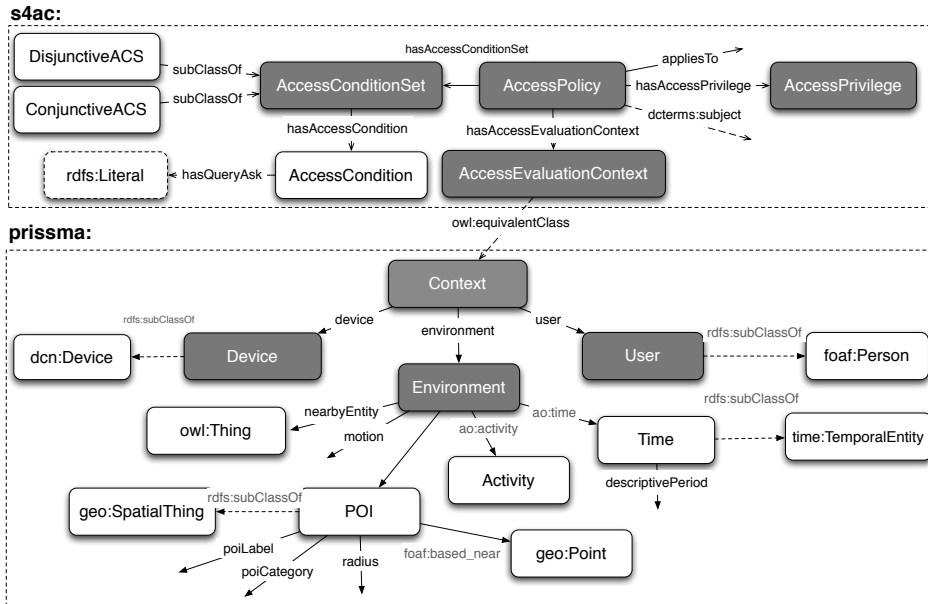 s4ac:
DisjunctiveACS
hasAccessConditionSet
appliesTo
subClassOf
AccessConditionSet
AccessPolicy
hasAccessPrivilege
AccessPrivilege
ConjunctiveACS
subClassOf
dcterms:subject
hasAccessCondition
hasAccessEvaluationContext
rdfs:Literal
hasQueryAsk
AccessCondition
AccessEvaluationContext
owl:equivalentClass
prissma:
Context
rdfs:subClassOf
device
environment
user
rdfs:subClassOf
dcn:Device
Device
User
foaf:Person
Environment
rdfs:subClassOf
nearbyEntity
ao:time
owl:Thing
motion
ao:activity
Time
time:TemporalEntity
Activity
descriptivePeriod
rdfs:subClassOf
geo:SpatialThing
POI
poiLabel
foaf:based_near
geo:Point
poiCategory
radius